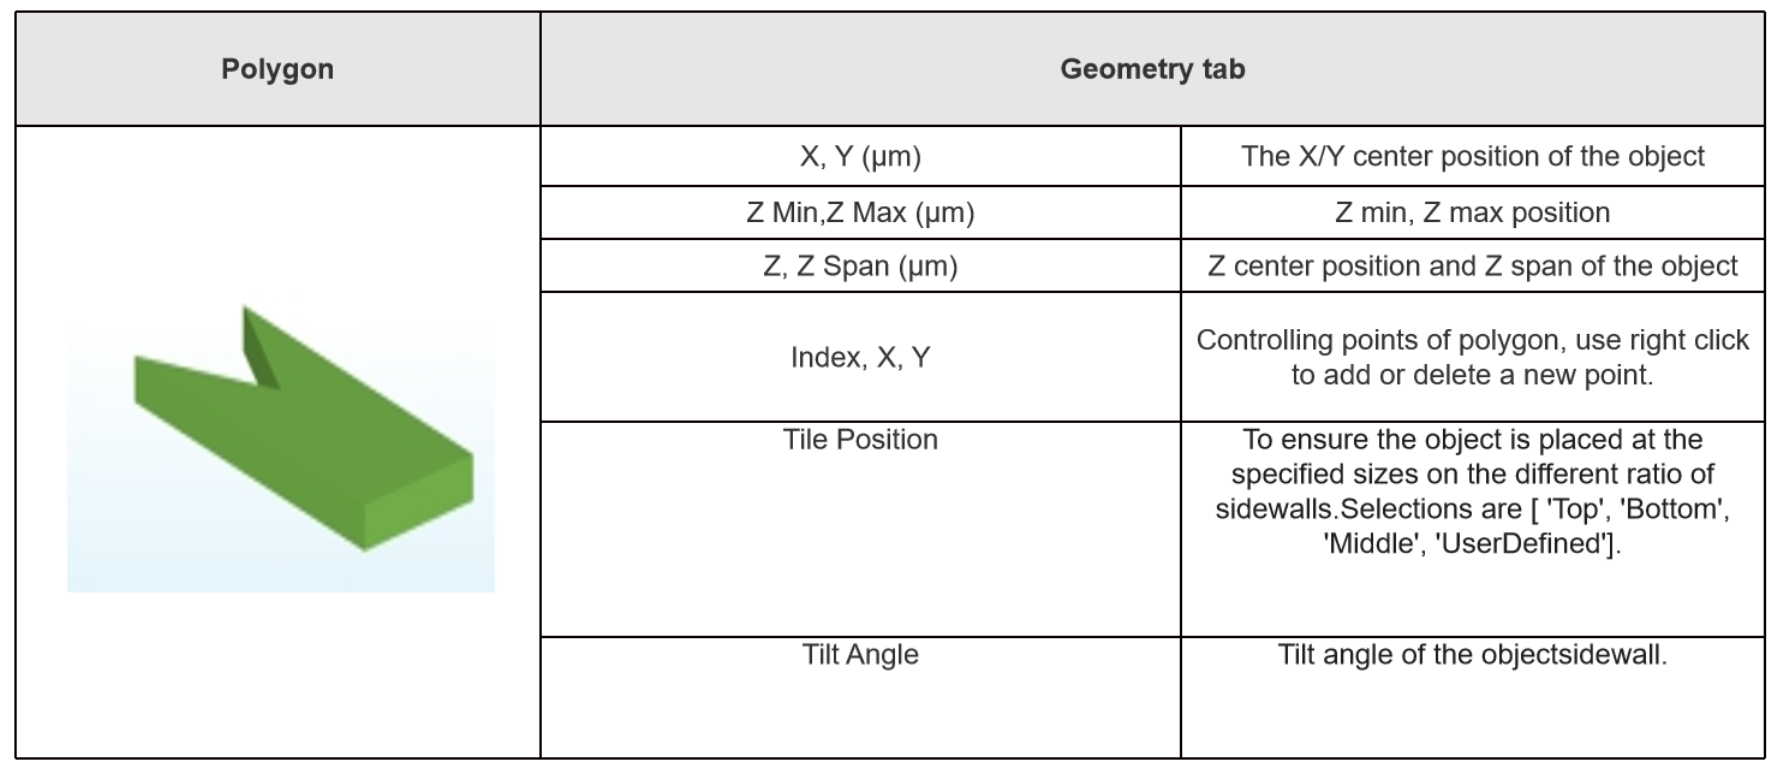 Polygon
Geometry tab
X, Y (µm)
The X/Y center position of the object
Z Min,Z Max (µm)
Z min, Z max position
Z, Z Span (µm)
Z center position and Z span of the object
Index, X, Y
Controlling points of polygon, use right click
to add or delete a new point.
Tile Position
To ensure the object is placed at the
specified sizes on the different ratio of
sidewalls.Selections are [ 'Top', 'Bottom',
'Middle', 'UserDefined'].
Tilt Angle
Tilt angle of the objectsidewall.